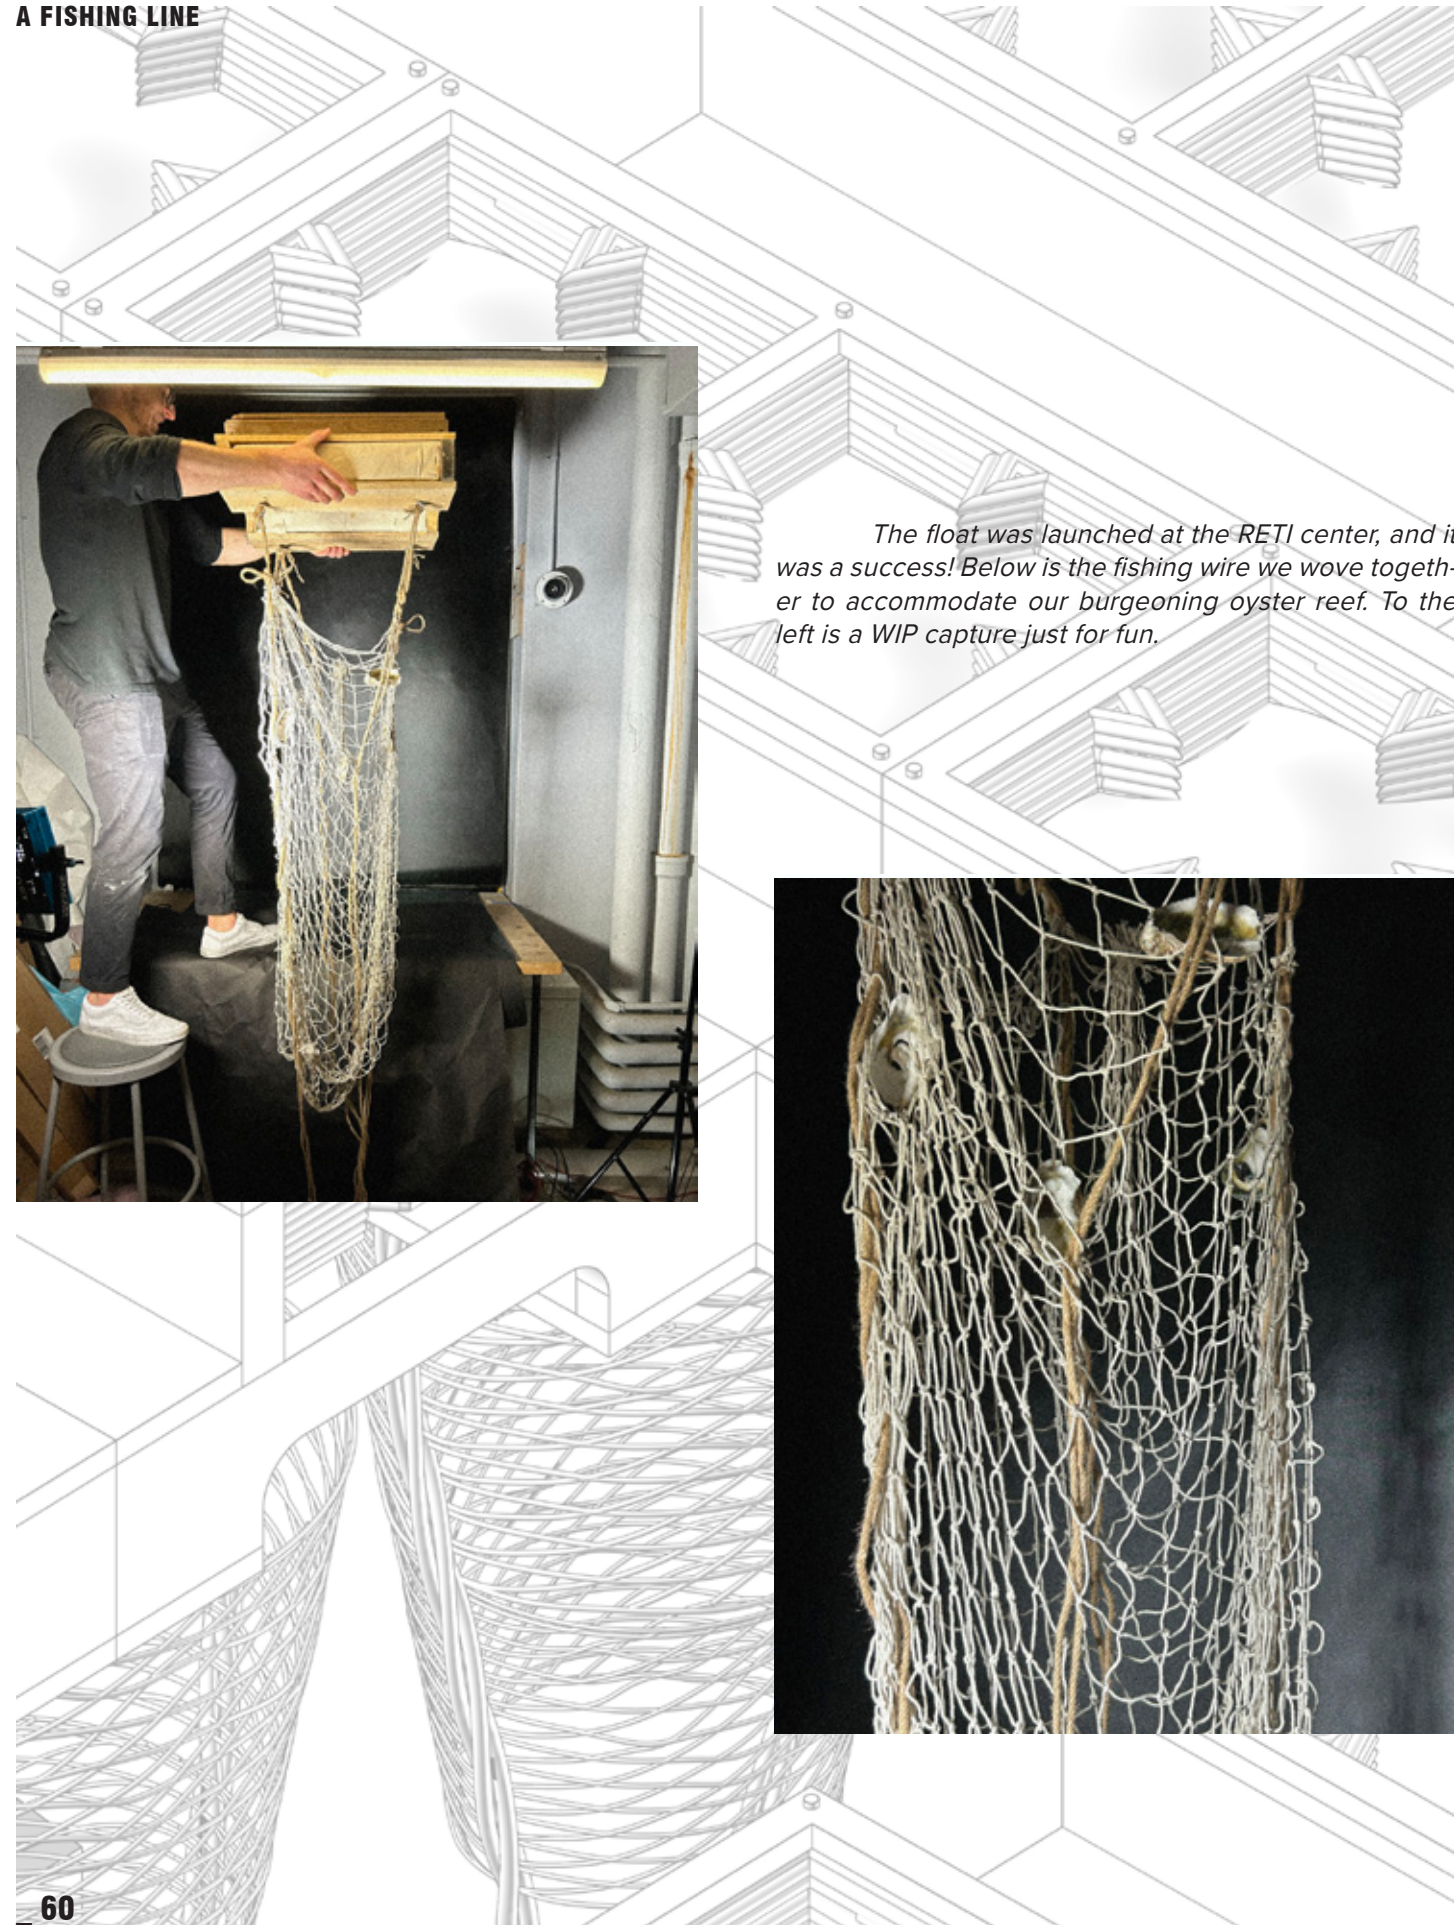 A FISHING LINE
The float was launched at the RETI center, and it
was a success! Below is the fishing wire we wove togeth-
er to accommodate our burgeoning oyster reef. To the
left is a WIP capture just for fun.
60